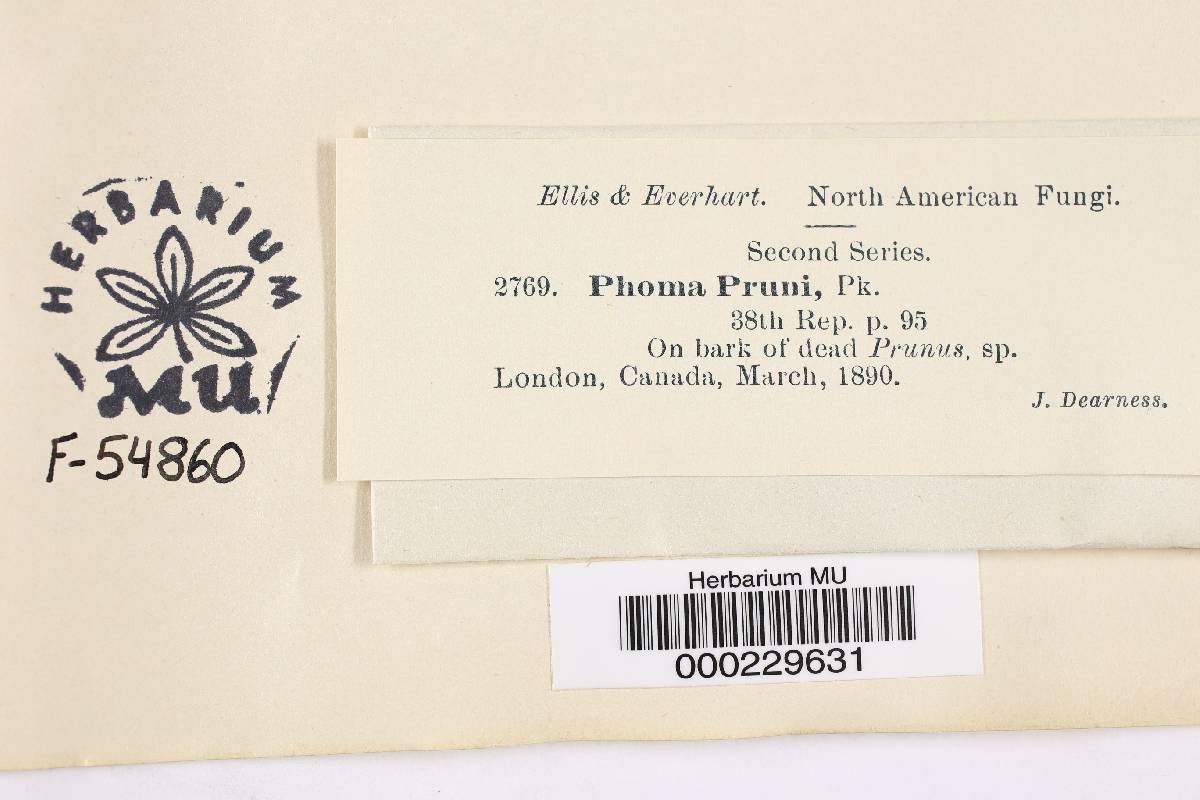 HERBARIUM
MU
F-54860
Ellis & Everhart. North American Fungi.
Second Series.
2769. Phoma Pruni, Pk.
38th Rep. p. 95
On bark of dead Prunus, sp.
London, Canada, March, 1890.
J. Dearness.
Herbarium MU
000229631